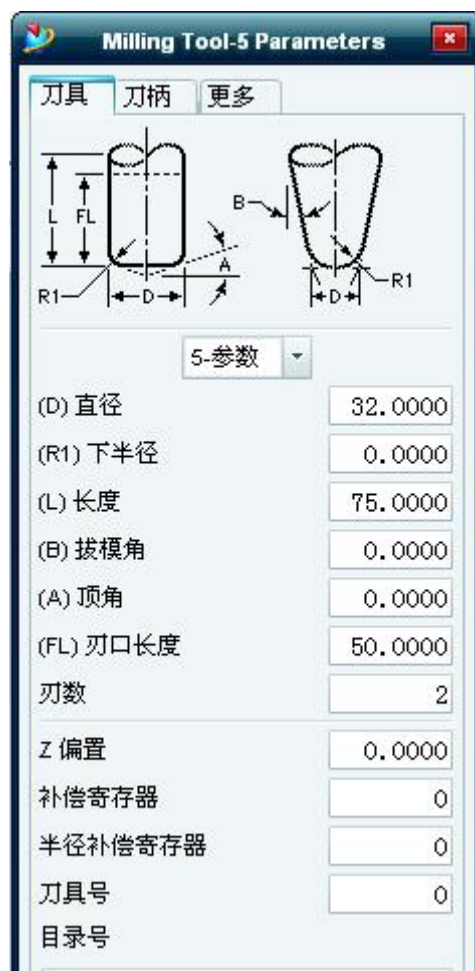 Milling Tool-5 Parameters
刀具 刀柄 更多
L FL B
A
R1 D D R1
5-参数
(D) 直径 32.0000
(R1) 下半径 0.0000
(L) 长度 75.0000
(B) 拔模角 0.0000
(A) 顶角 0.0000
(FL) 刃口长度 50.0000
刃数 2
Z 偏置 0.0000
补偿寄存器 0
半径补偿寄存器 0
刀具号 0
目录号